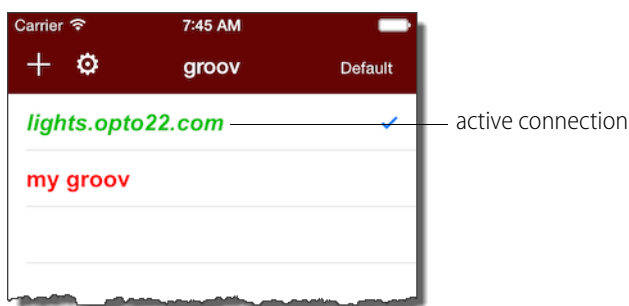 Carrier 7:45 AM
groov Default
lights.opto22.com active connection
my groov